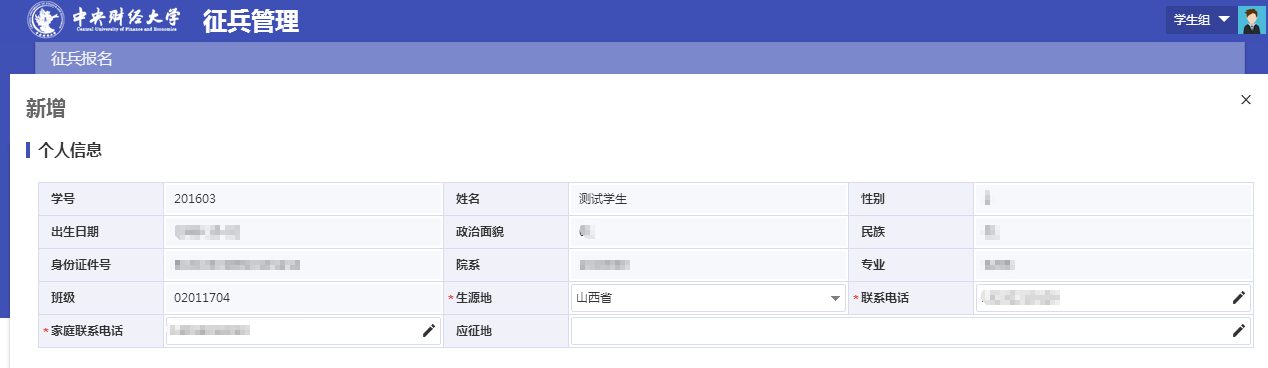 中央财经大学 征兵管理 学生组
Central University of Finance and Economics
征兵报名
新增
个人信息
学号 201603 姓名 测试学生 性别
出生日期 政治面貌 民族
身份证件号 院系 专业
班级 02011704 *生源地 山西省 *联系电话
*家庭联系电话 应征地